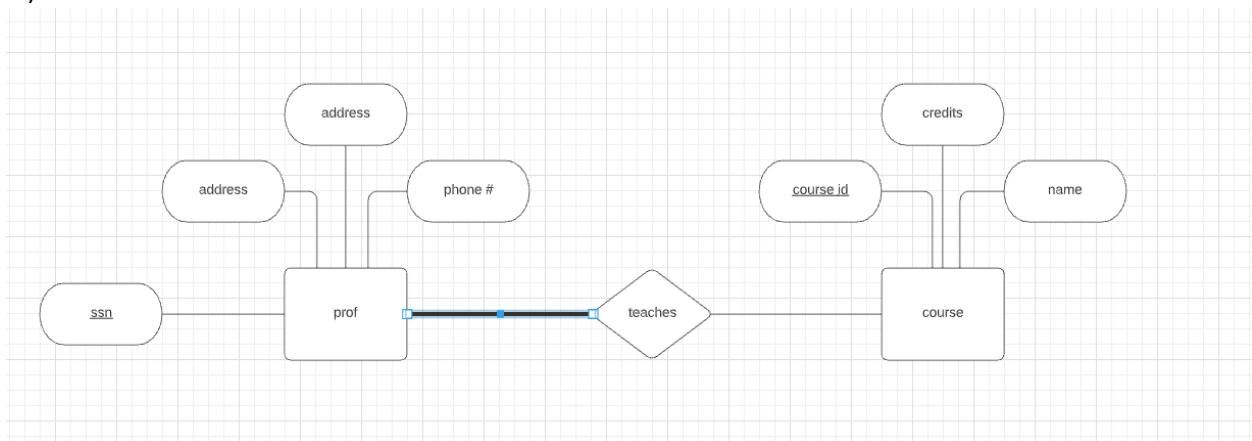 address
credits
address
phone #
course id
name
ssn
prof
teaches
course